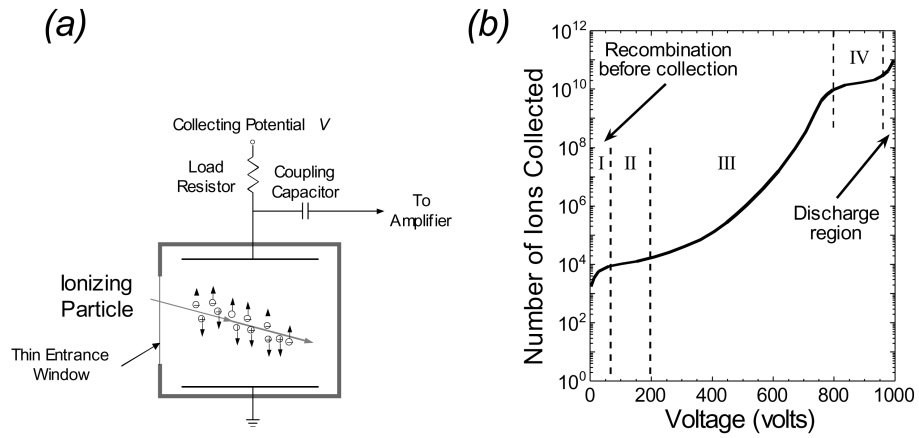 (a)
Collecting Potential V
Load
Resistor
Coupling
Capacitor
To
Amplifier
Ionizing
Particle
Thin Entrance
Window
(b)
Number of Ions Collected
10^12
10^10
10^8
10^6
10^4
10^2
10^0
Recombination
before collection
I
II
III
IV
Discharge
region
0
200
400
600
800
1000
Voltage (volts)